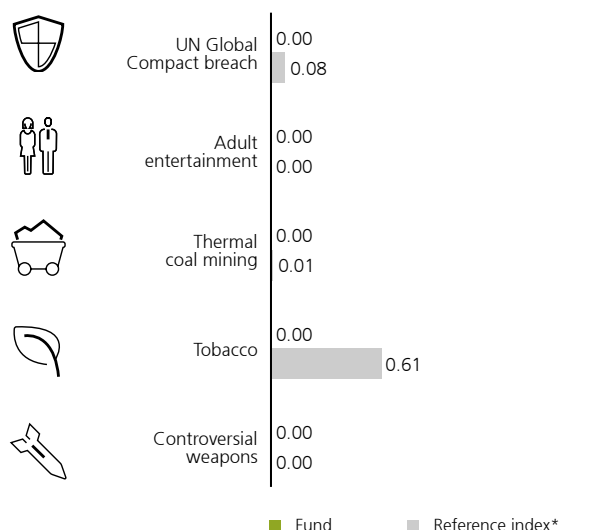 UN Global
Compact breach
0.00
0.08
Adult
entertainment
0.00
0.00
Thermal
coal mining
0.00
0.01
Tobacco
0.00
0.61
Controversial
weapons
0.00
0.00
Fund
Reference index*